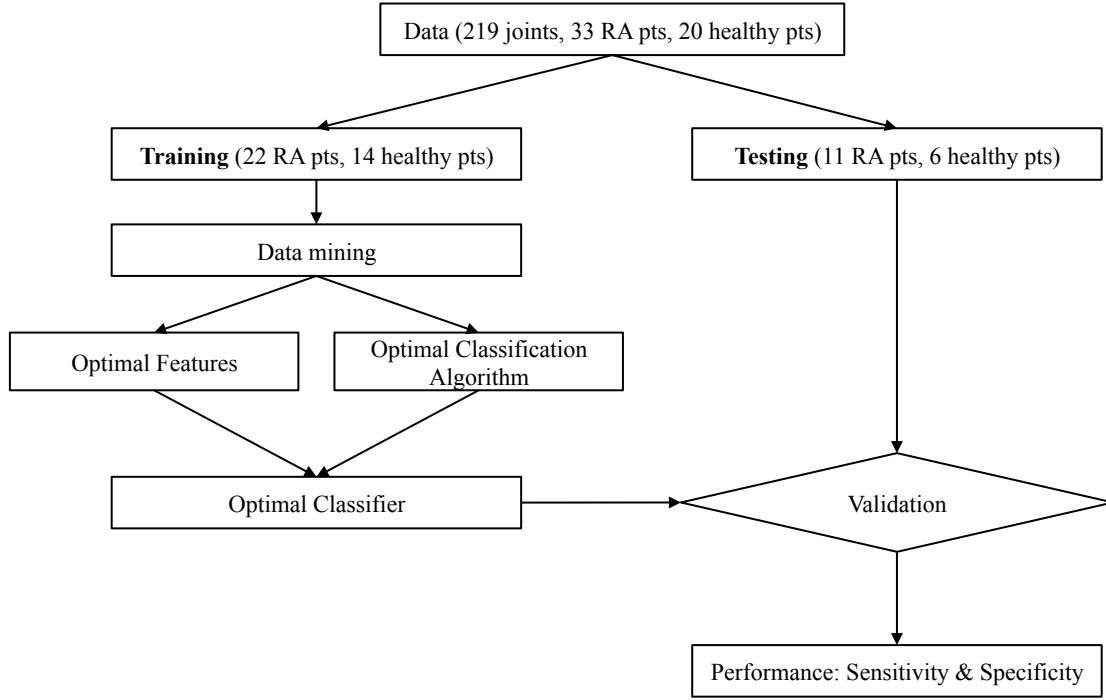 Data (219 joints, 33 RA pts, 20 healthy pts)
Training (22 RA pts, 14 healthy pts)
Testing (11 RA pts, 6 healthy pts)
Data mining
Optimal Features
Optimal Classification
Algorithm
Optimal Classifier
Validation
Performance: Sensitivity & Specificity